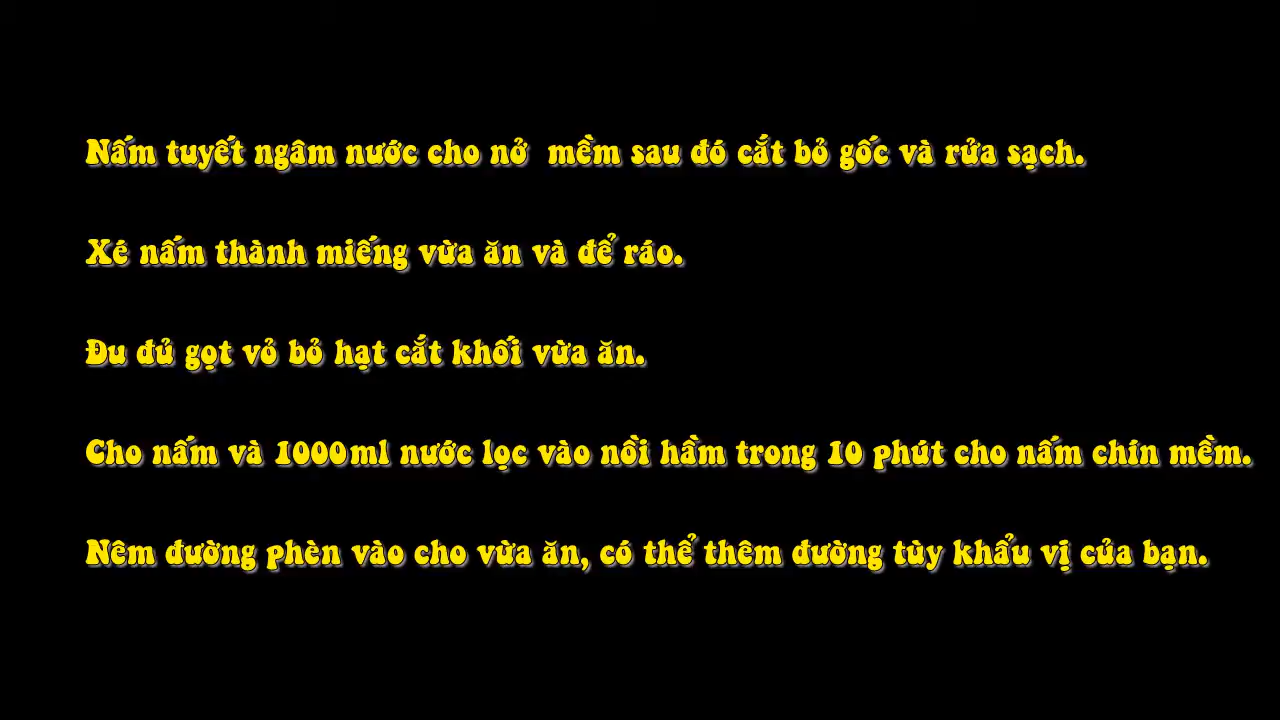 Nấm tuyết ngâm nước cho nở mềm sau đó cắt bỏ gốc và rửa sạch.
Xé nấm thành miếng vừa ăn và để ráo.
Đu đủ gọt vỏ bỏ hạt cắt khối vừa ăn.
Cho nấm và 1000ml nước lọc vào nồi hầm trong 10 phút cho nấm chín mềm.
Nêm đường phèn vào cho vừa ăn, có thể thêm đường tùy khẩu vị của bạn.